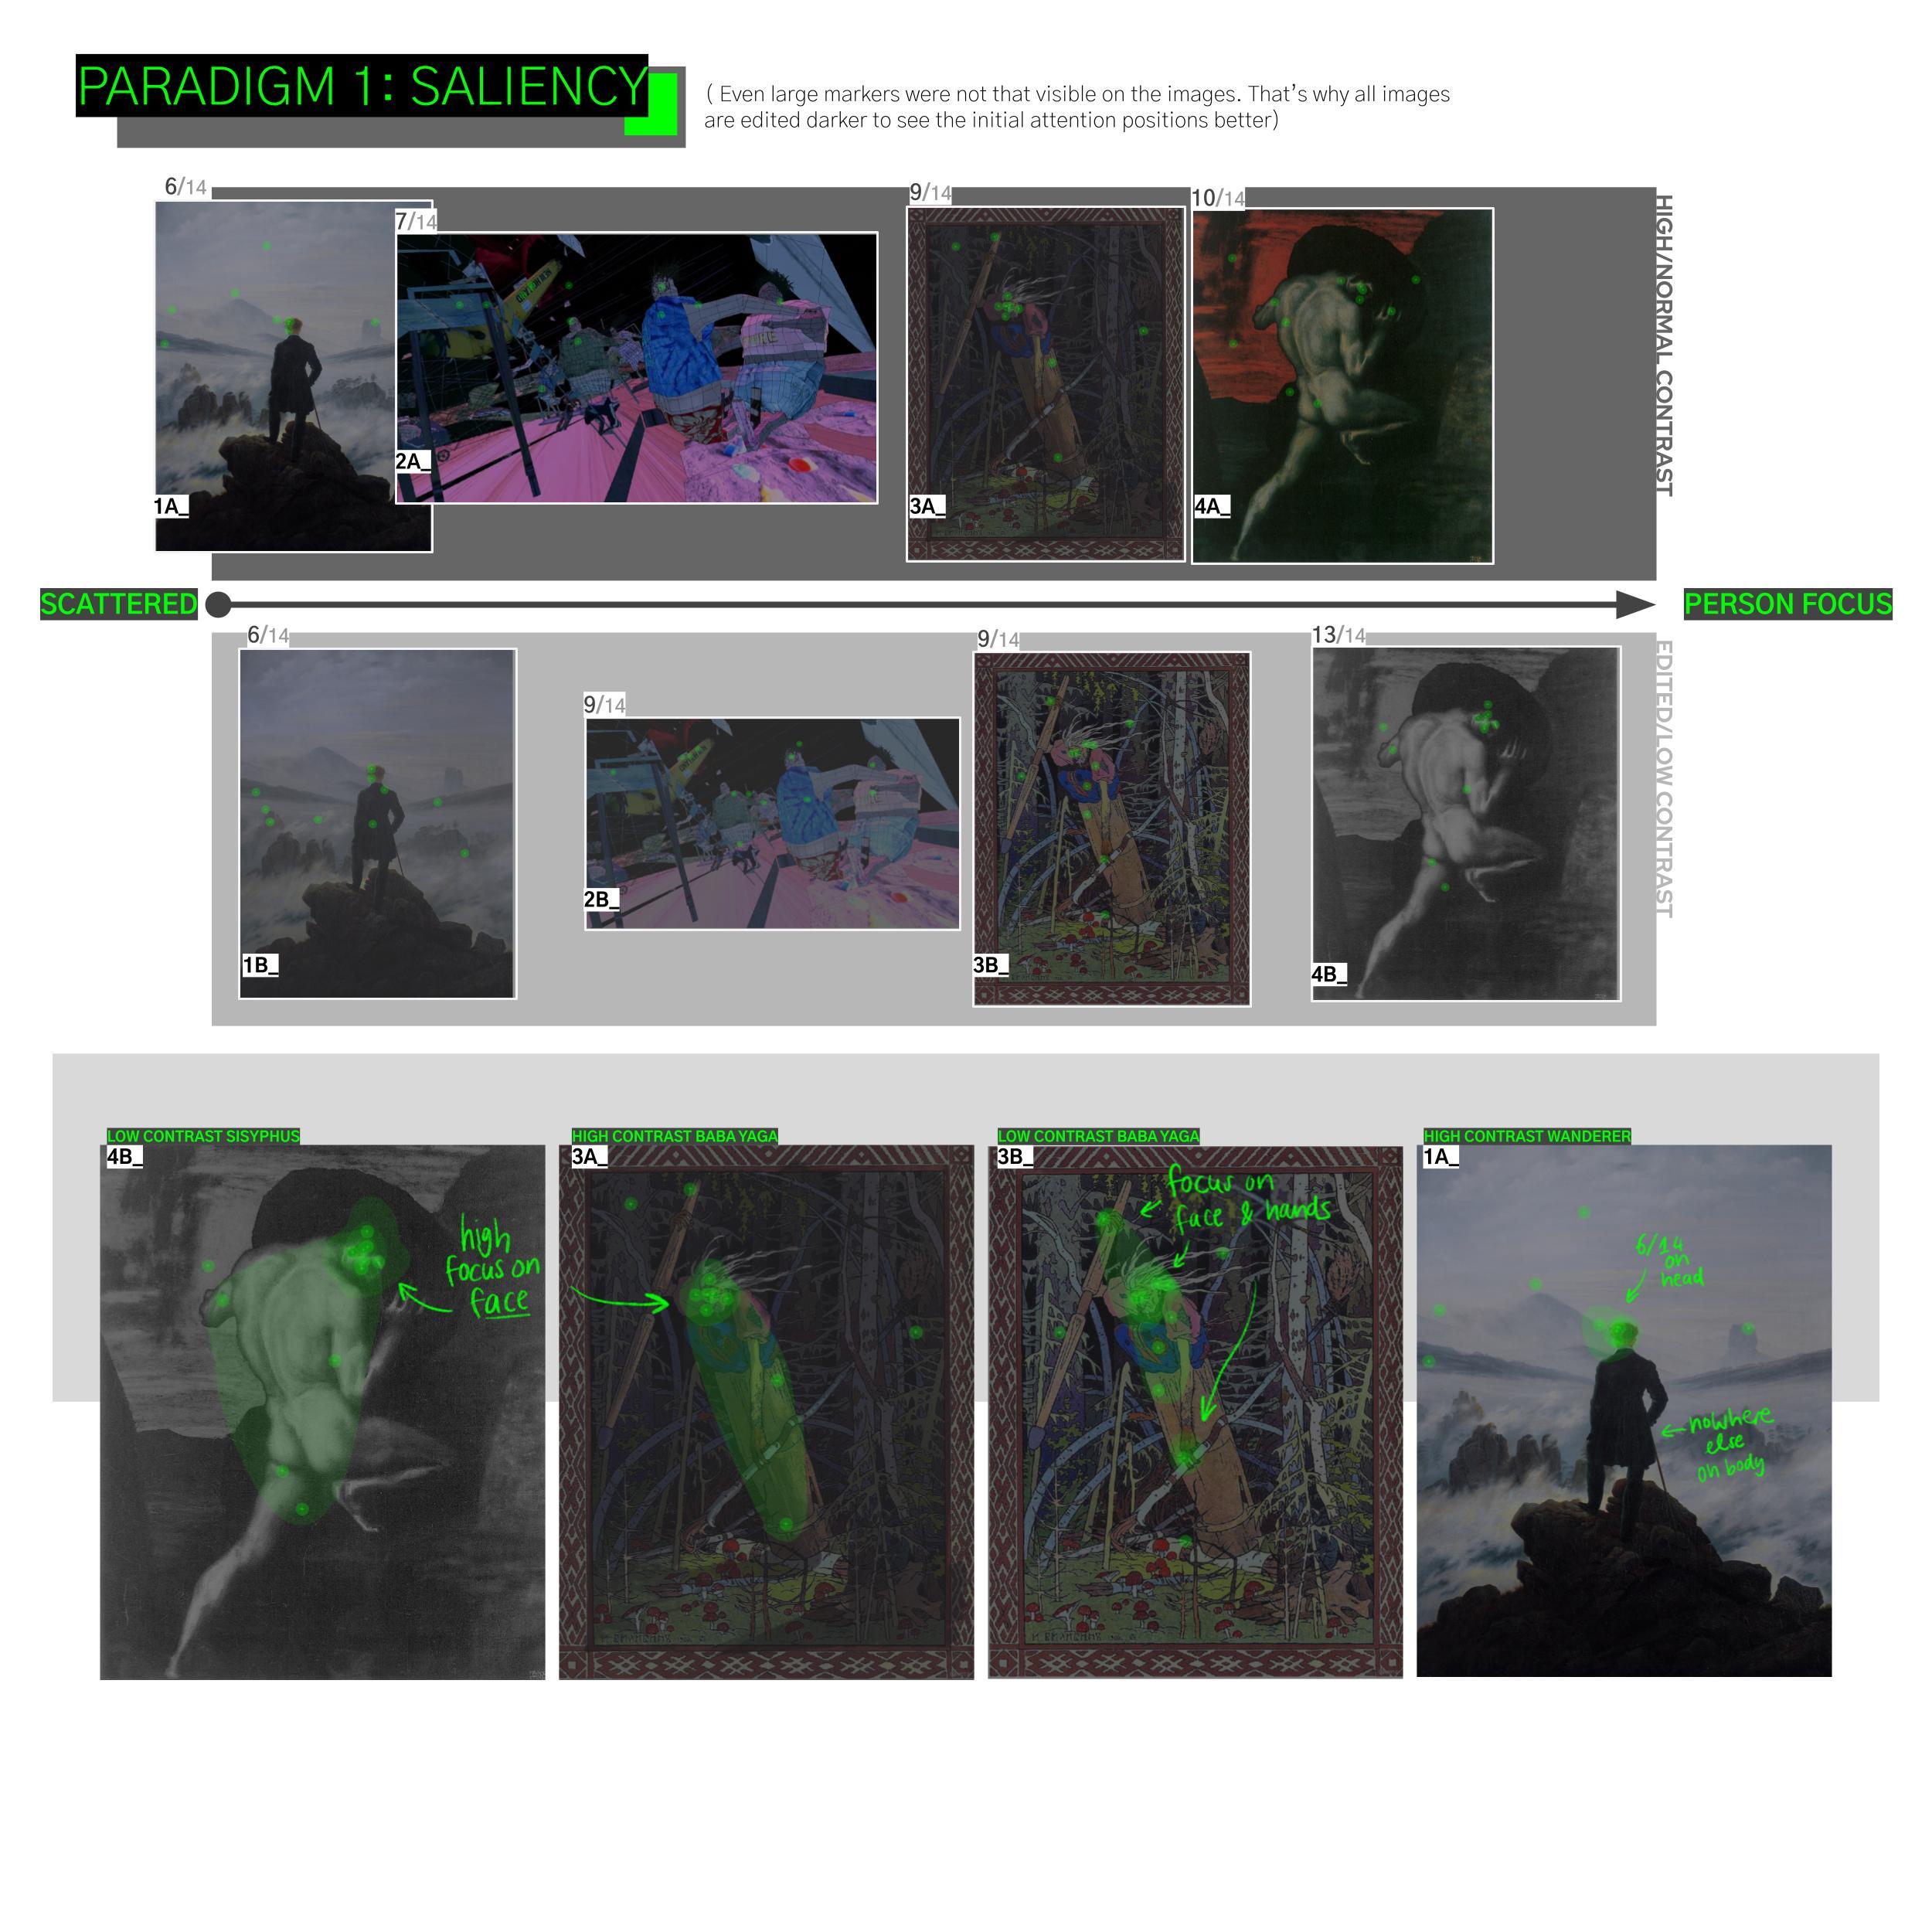 PARADIGM 1: SALIENCY
( Even large markers were not that visible on the images. That’s why all images
are edited darker to see the initial attention positions better)
6/14
7/14
9/14
10/14
HIGH/NORMAL CONTRAST
1A_
2A_
3A_
4A_
SCATTERED
PERSON FOCUS
6/14
9/14
9/14
13/14
EDITED/LOW CONTRAST
1B_
2B_
3B_
4B_
LOW CONTRAST SISYPHUS
4B_
high
focus on
face
HIGH CONTRAST BABA YAGA
3A_
LOW CONTRAST BABA YAGA
3B_
focus on
face & hands
HIGH CONTRAST WANDERER
1A_
6/14
on
head
nowhere
else
on body